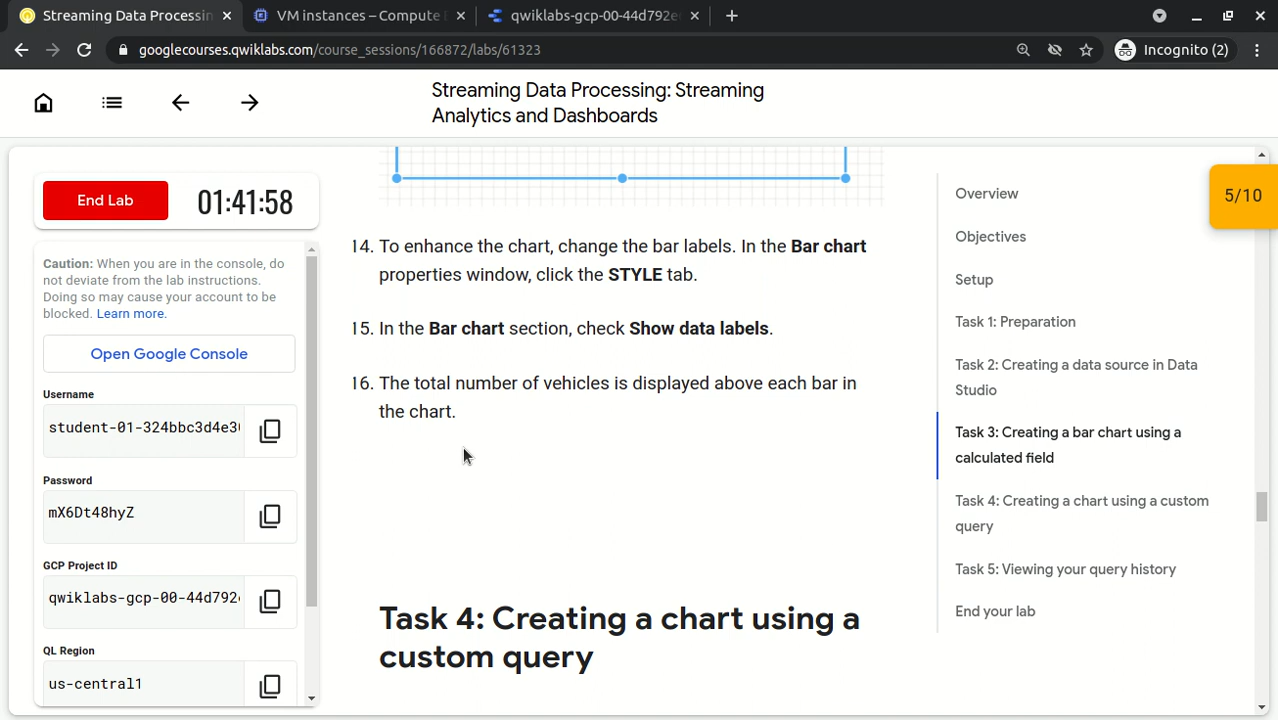 Streaming Data Processin
VM instances – Compute
qwiklabs-gcp-00-44d792e
googlecourses.qwiklabs.com/course_sessions/166872/labs/61323
Incognito (2)
Streaming Data Processing: Streaming
Analytics and Dashboards
End Lab
01:41:58
Caution: When you are in the console, do
not deviate from the lab instructions.
Doing so may cause your account to be
blocked. Learn more.
Open Google Console
Username
student-01-324bbc3d4e3
Password
mX6Dt48hyZ
GCP Project ID
qwiklabs-gcp-00-44d792
QL Region
us-central1
14. To enhance the chart, change the bar labels. In the Bar chart
properties window, click the STYLE tab.
15. In the Bar chart section, check Show data labels.
16. The total number of vehicles is displayed above each bar in
the chart.
Task 4: Creating a chart using a
custom query
Overview
Objectives
Setup
Task 1: Preparation
Task 2: Creating a data source in Data
Studio
Task 3: Creating a bar chart using a
calculated field
Task 4: Creating a chart using a custom
query
Task 5: Viewing your query history
End your lab
5/10